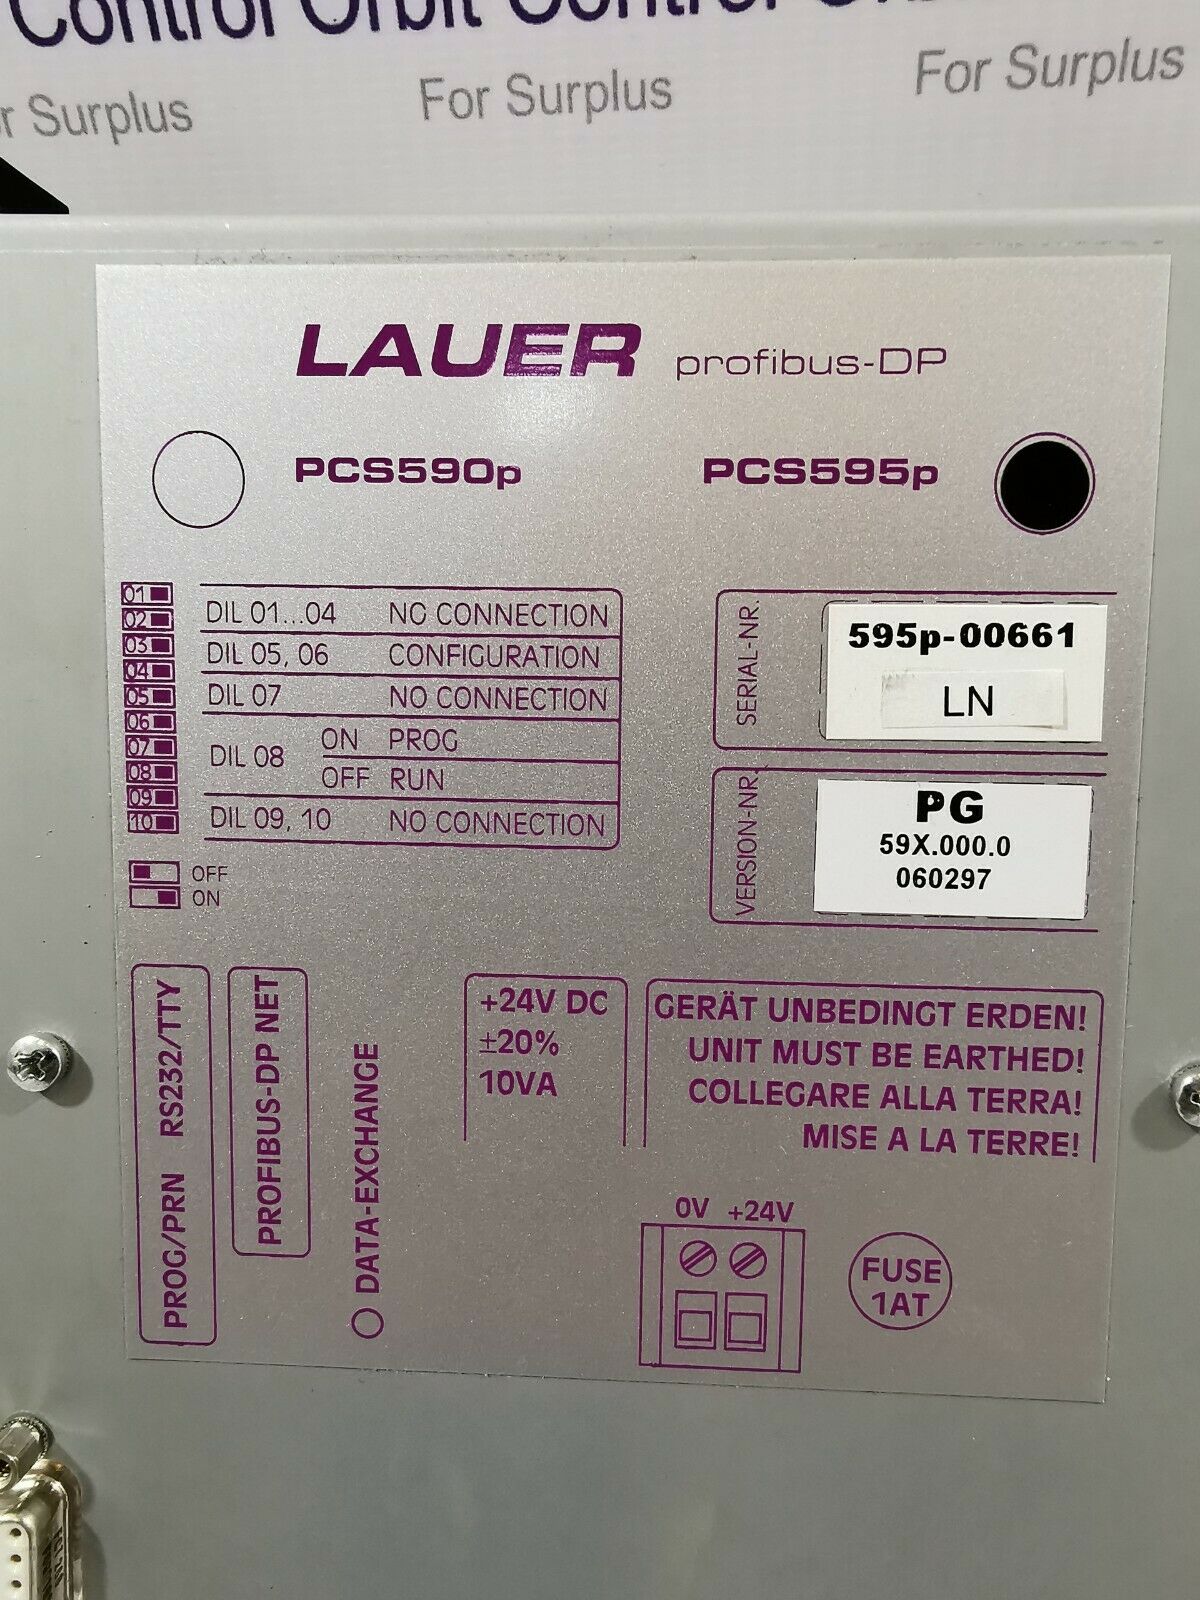 Control Orbit Control
Surplus
For Surplus
For Surplus
LAUER profibus-DP
PCS590p
PCS595p
01
02
03
04
05
06
07
08
09
10
DIL 01...04 NO CONNECTION
DIL 05, 06 CONFIGURATION
DIL 07 NO CONNECTION
DIL 08 ON PROG
OFF RUN
DIL 09, 10 NO CONNECTION
OFF
ON
SERIAL-NR.
595p-00661
LN
VERSION-NR.
PG
59X.000.0
060297
PROG/PRN RS232/TTY
PROFIBUS-DP NET
DATA-EXCHANGE
+24V DC
±20%
10VA
GERÄT UNBEDINGT ERDEN!
UNIT MUST BE EARTHED!
COLLEGARE ALLA TERRA!
MISE A LA TERRE!
0V +24V
FUSE
1AT